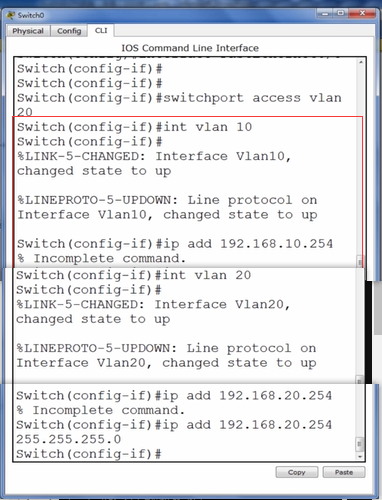 Switch0
Physical Config CLI
IOS Command Line Interface
Switch(config-if)#
Switch(config-if)#
Switch(config-if)#switchport access vlan
20
Switch(config-if)#int vlan 10
Switch(config-if)#
%LINK-5-CHANGED: Interface Vlan10,
changed state to up
%LINEPROTO-5-UPDOWN: Line protocol on
Interface Vlan10, changed state to up
Switch(config-if)#ip add 192.168.10.254
% Incomplete command.
Switch(config-if)#int vlan 20
Switch(config-if)#
%LINK-5-CHANGED: Interface Vlan20,
changed state to up
%LINEPROTO-5-UPDOWN: Line protocol on
Interface Vlan20, changed state to up
Switch(config-if)#ip add 192.168.20.254
% Incomplete command.
Switch(config-if)#ip add 192.168.20.254
255.255.255.0
Switch(config-if)#
Copy Paste